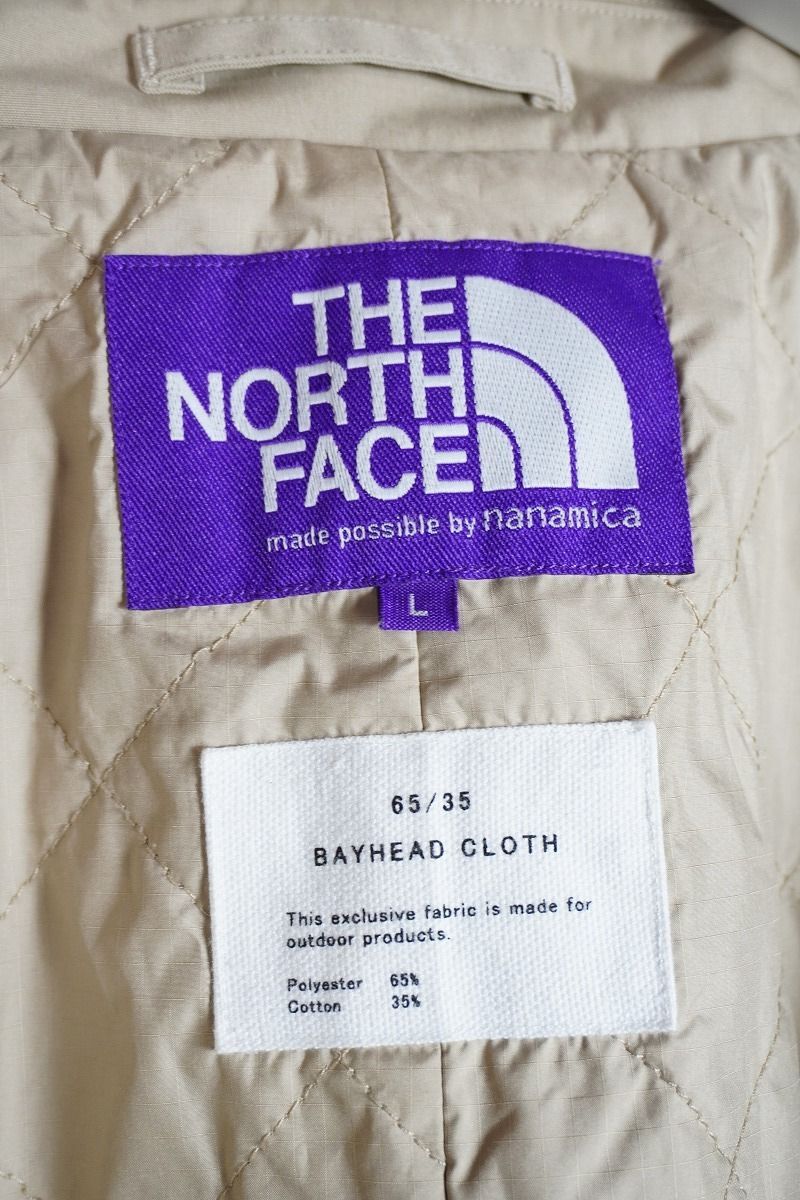 THE
NORTH
FACE
made possible by nanamica
L
65/35
BAYHEAD CLOTH
This exclusive fabric is made for
outdoor products.
Polyester 65%
Cotton 35%